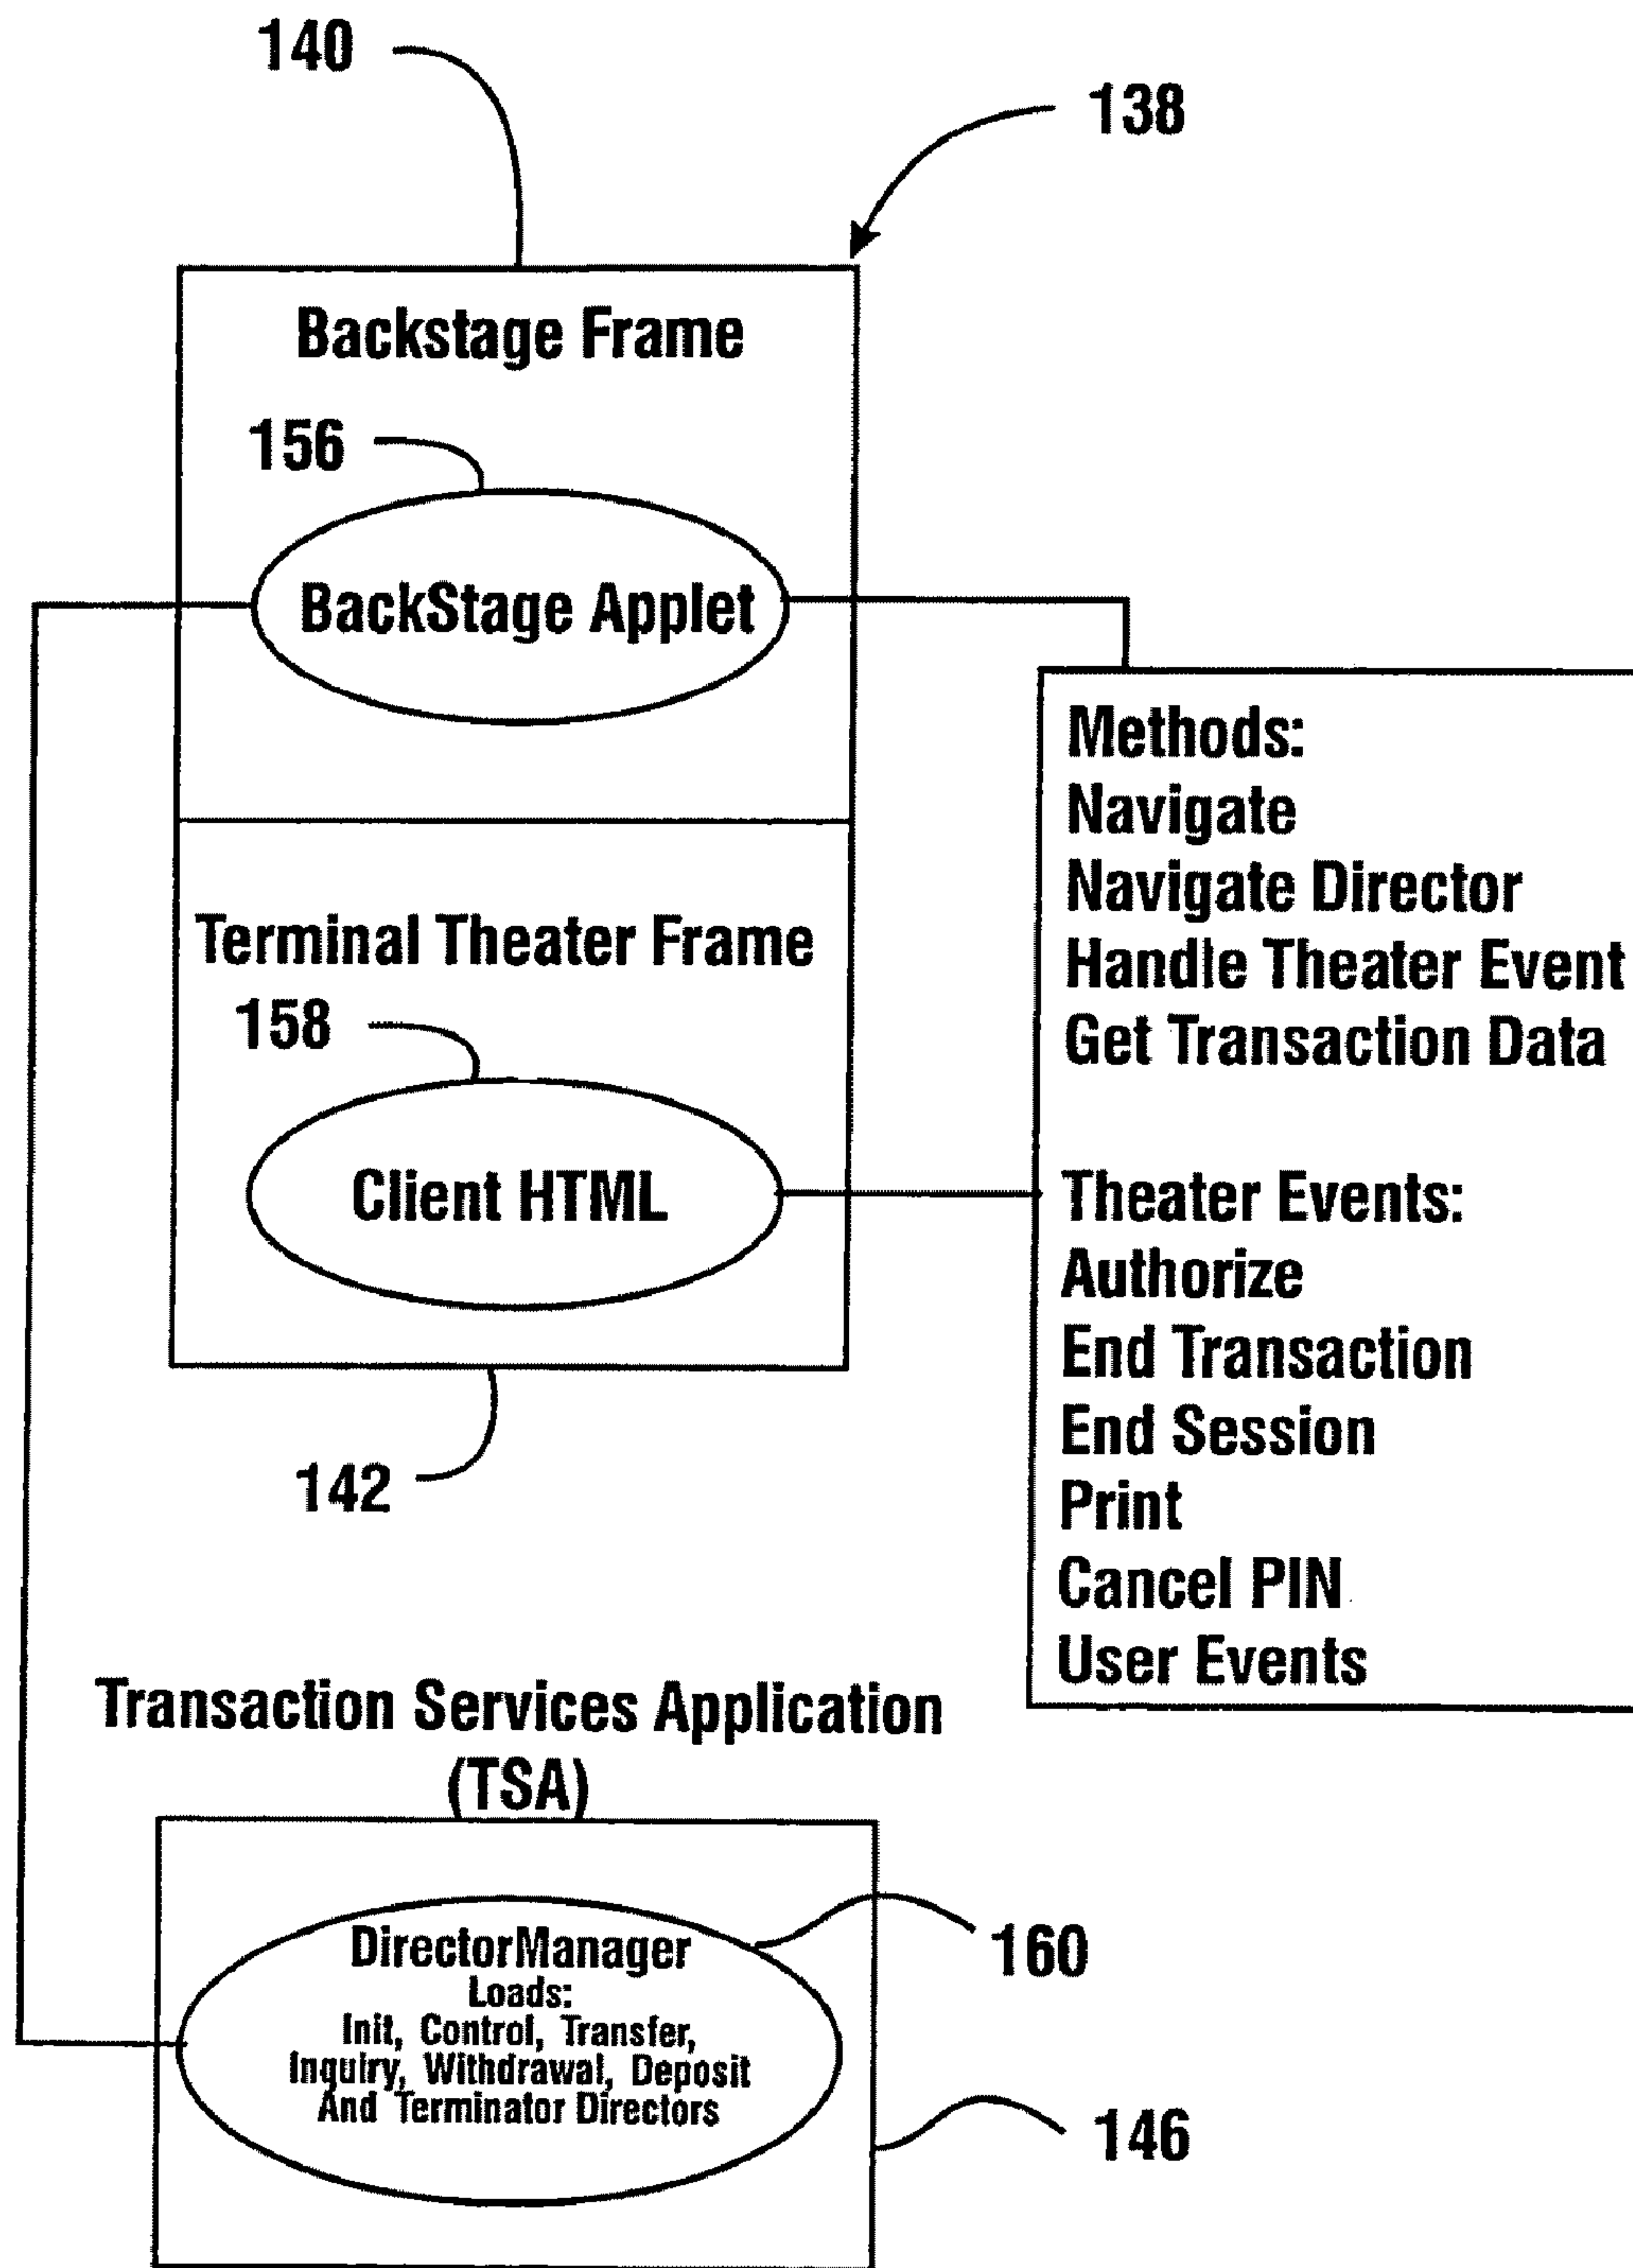 140
138
Backstage Frame
156
BackStage Applet
Methods:
Navigate
Navigate Director
Handle Theater Event
Get Transaction Data
Terminal Theater Frame
158
Client HTML
Theater Events:
Authorize
End Transaction
End Session
Print
Cancel PIN
User Events
142
Transaction Services Application
(TSA)
DirectorManager
Loads:
Init, Control, Transfer,
Inquiry, Withdrawal, Deposit
And Terminator Directors
160
146